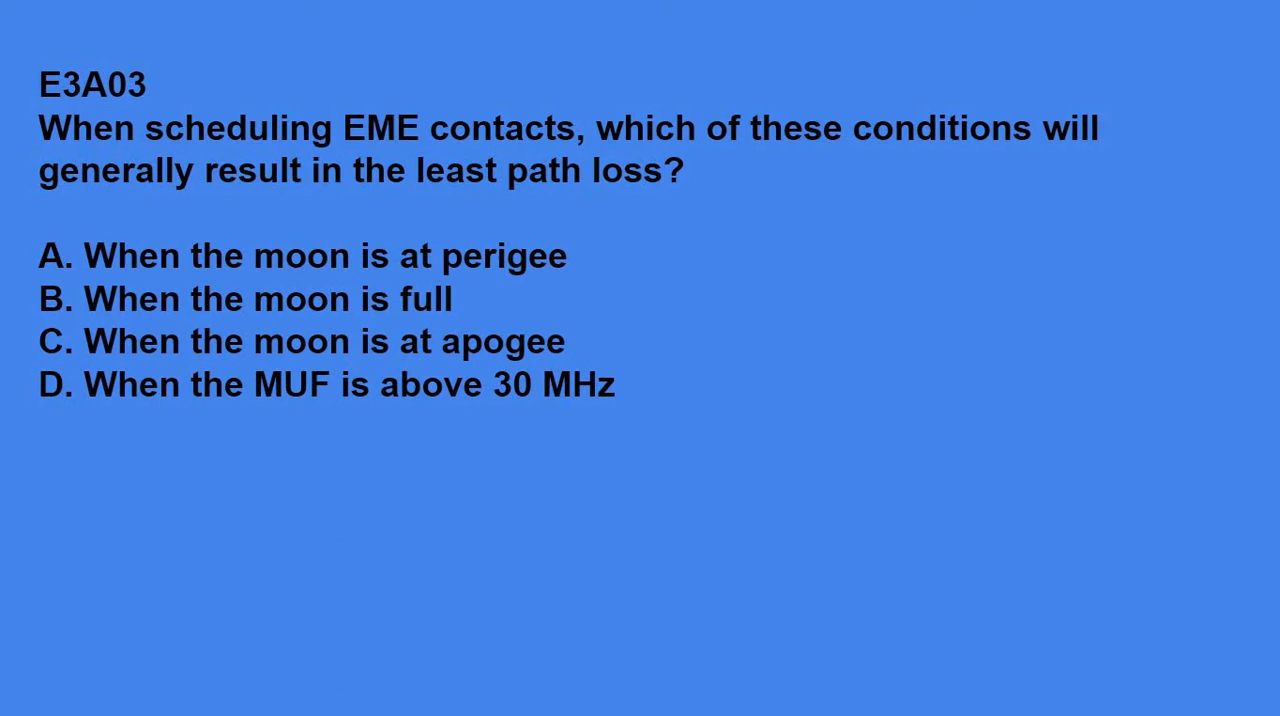 E3A03
When scheduling EME contacts, which of these conditions will
generally result in the least path loss?
A. When the moon is at perigee
B. When the moon is full
C. When the moon is at apogee
D. When the MUF is above 30 MHz